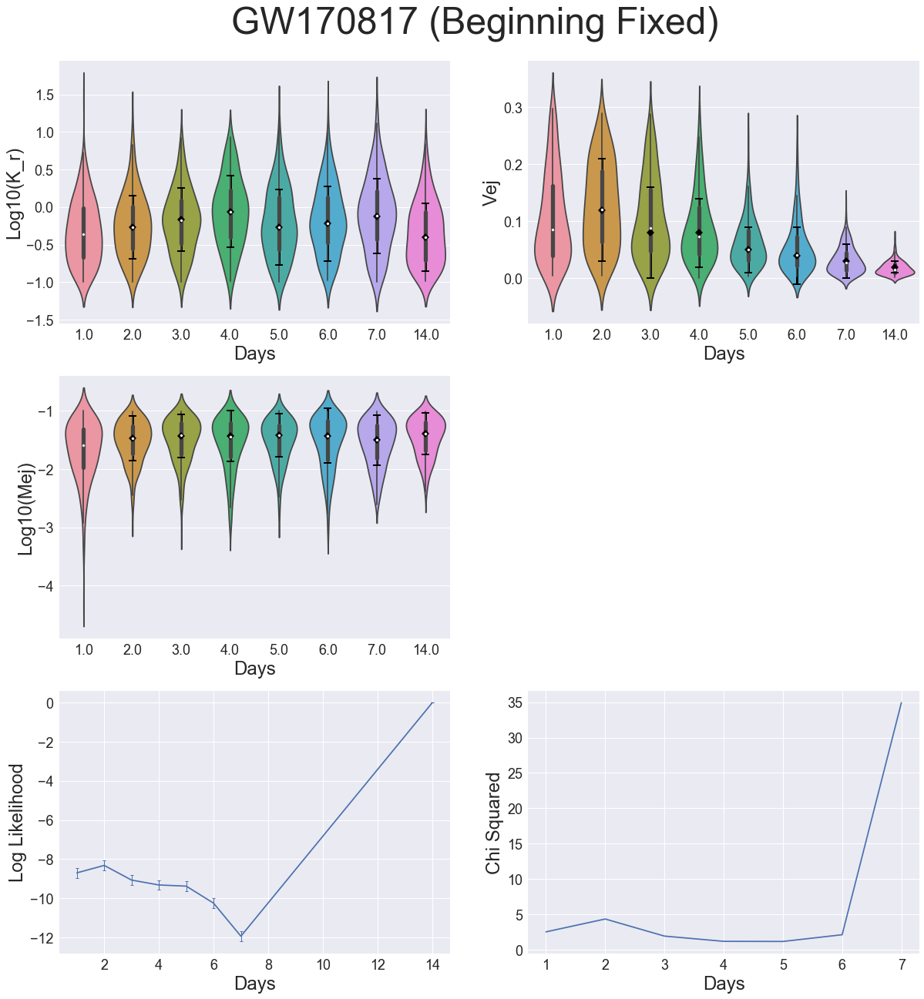 GW170817 (Beginning Fixed)
Log10(K_r)
1.5
1.0
0.5
0.0
−0.5
−1.0
−1.5
1.0 2.0 3.0 4.0 5.0 6.0 7.0 14.0
Days
Vej
0.3
0.2
0.1
0.0
1.0 2.0 3.0 4.0 5.0 6.0 7.0 14.0
Days
Log10(Mej)
−1
−2
−3
−4
1.0 2.0 3.0 4.0 5.0 6.0 7.0 14.0
Days
Log Likelihood
0
−2
−4
−6
−8
−10
−12
2 4 6 8 10 12 14
Days
Chi Squared
35
30
25
20
15
10
5
0
1 2 3 4 5 6 7
Days